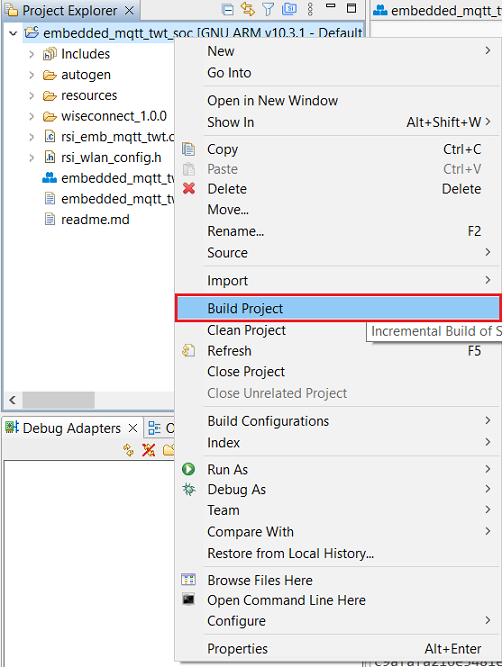 Project Explorer
embedded_mqtt_tw
embedded_mqtt_twt_soc [GNU ARM v10.3.1 - Default
Includes
autogen
resources
wiseconnect_1.0.0
rsi_emb_mqtt_twt.c
rsi_wlan_config.h
embedded_mqtt_tw
embedded_mqtt_tw
readme.md
New
Go Into
Open in New Window
Show In Alt+Shift+W
Copy Ctrl+C
Paste Ctrl+V
Delete Delete
Move...
Rename... F2
Source
Import
Build Project
Clean Project
Incremental Build of S
Refresh F5
Close Project
Close Unrelated Project
Build Configurations
Index
Run As
Debug As
Team
Compare With
Restore from Local History...
Browse Files Here
Open Command Line Here
Configure
Properties Alt+Enter
Debug Adapters
O